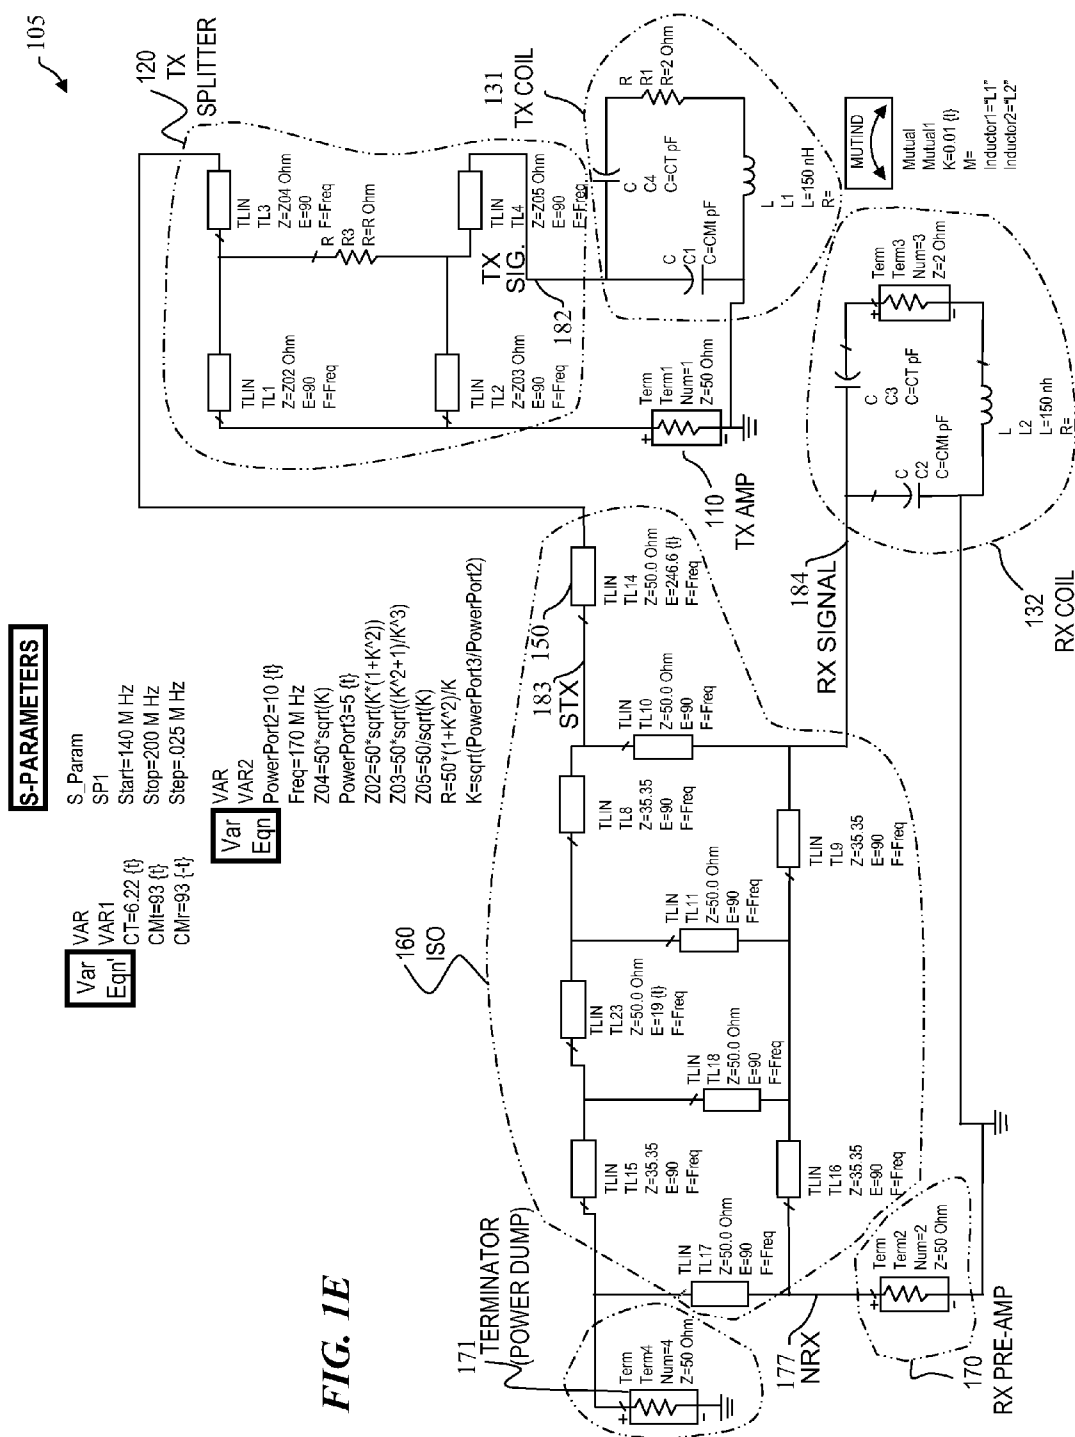 FIG. 1E
105
S-PARAMETERS
S_Param
SP1
Start=140 M Hz
Stop=200 M Hz
Step=.025 M Hz
Var
Eqn'
VAR
VAR1
CT=6.22 {t}
CMt=93 {t}
CMr=93 {-t}
Var
Eqn
VAR
VAR2
PowerPort2=10 {t}
Freq=170 M Hz
Z04=50*sqrt(K)
PowerPort3=5 {t}
Z02=50*sqrt(K*(1+K^2))
Z03=50*sqrt((K^2+1)/K^3)
Z05=50/sqrt(K)
R=50*(1+K^2)/K
K=sqrt(PowerPort3/PowerPort2)
120
TX
SPLITTER
TLIN
TL3
Z=Z04 Ohm
E=90
F=Freq
R
R3
R=R Ohm
TLIN
TL4
Z=Z05 Ohm
E=90
F=Freq
TLIN
TL1
Z=Z02 Ohm
E=90
F=Freq
TLIN
TL2
Z=Z03 Ohm
E=90
F=Freq
TX
SIG.
182
131
TX COIL
R
R1
R=2 Ohm
C
C4
C=CT pF
C
C1
C=CMt pF
L
L1
L=150 nH
R=
Term
Term1
Num=1
Z=50 Ohm
+
-
110
TX AMP
MUTIND
Mutual
Mutual1
K=0.01 {t}
M=
Inductor1="L1"
Inductor2="L2"
160
ISO
150
TLIN
TL14
Z=50.0 Ohm
E=246.6 {t}
F=Freq
183
STX
TLIN
TL10
Z=50.0 Ohm
E=90
F=Freq
TLIN
TL8
Z=35.35
E=90
F=Freq
TLIN
TL9
Z=35.35
E=90
F=Freq
TLIN
TL11
Z=50.0 Ohm
E=90
F=Freq
TLIN
TL23
Z=50.0 Ohm
E=19 {t}
F=Freq
TLIN
TL18
Z=50.0 Ohm
E=90
F=Freq
TLIN
TL15
Z=35.35
E=90
F=Freq
TLIN
TL16
Z=35.35
E=90
F=Freq
TLIN
TL17
Z=50.0 Ohm
E=90
F=Freq
171
TERMINATOR
(POWER DUMP)
Term
Term4
Num=4
Z=50 Ohm
+
-
177
NRX
Term
Term2
Num=2
Z=50 Ohm
+
-
170
RX PRE-AMP
184
RX SIGNAL
C
C3
C=CT pF
Term
Term3
Num=3
Z=2 Ohm
+
-
C
C2
C=CMt pF
L
L2
L=150 nh
R=
132
RX COIL